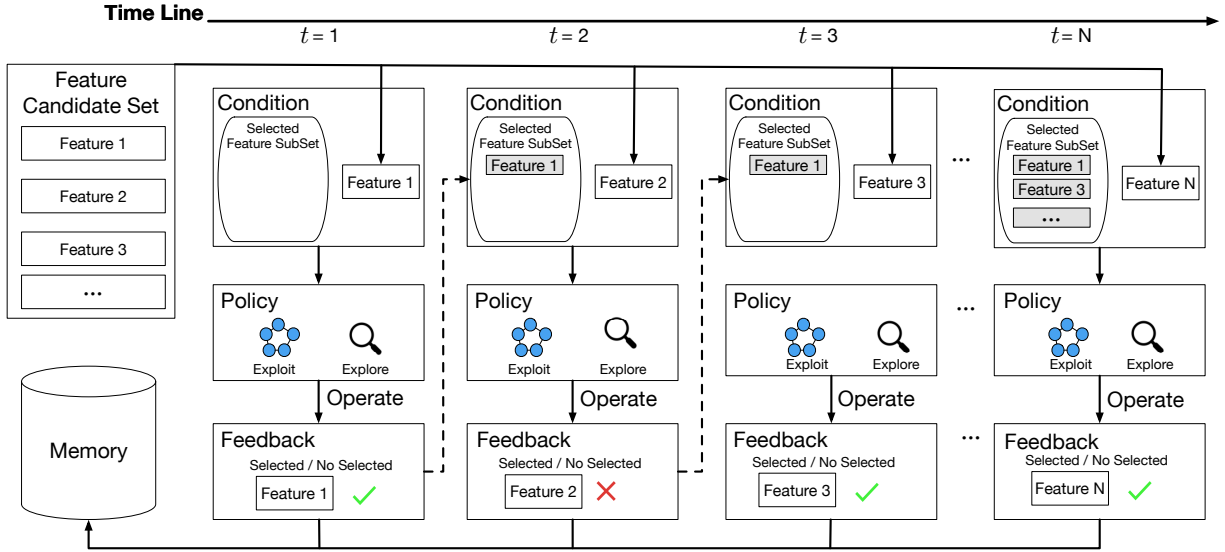 Time Line
t = 1
t = 2
t = 3
t = N
Feature
Candidate Set
Feature 1
Feature 2
Feature 3
...
Memory
Condition
Selected
Feature SubSet
Feature 1
Policy
Exploit
Explore
Operate
Feedback
Selected / No Selected
Feature 1
Condition
Selected
Feature SubSet
Feature 1
Feature 2
Policy
Exploit
Explore
Operate
Feedback
Selected / No Selected
Feature 2
Condition
Selected
Feature SubSet
Feature 1
Feature 3
Policy
Exploit
Explore
Operate
Feedback
Selected / No Selected
Feature 3
...
...
...
Condition
Selected
Feature SubSet
Feature 1
Feature 3
...
Feature N
Policy
Exploit
Explore
Operate
Feedback
Selected / No Selected
Feature N